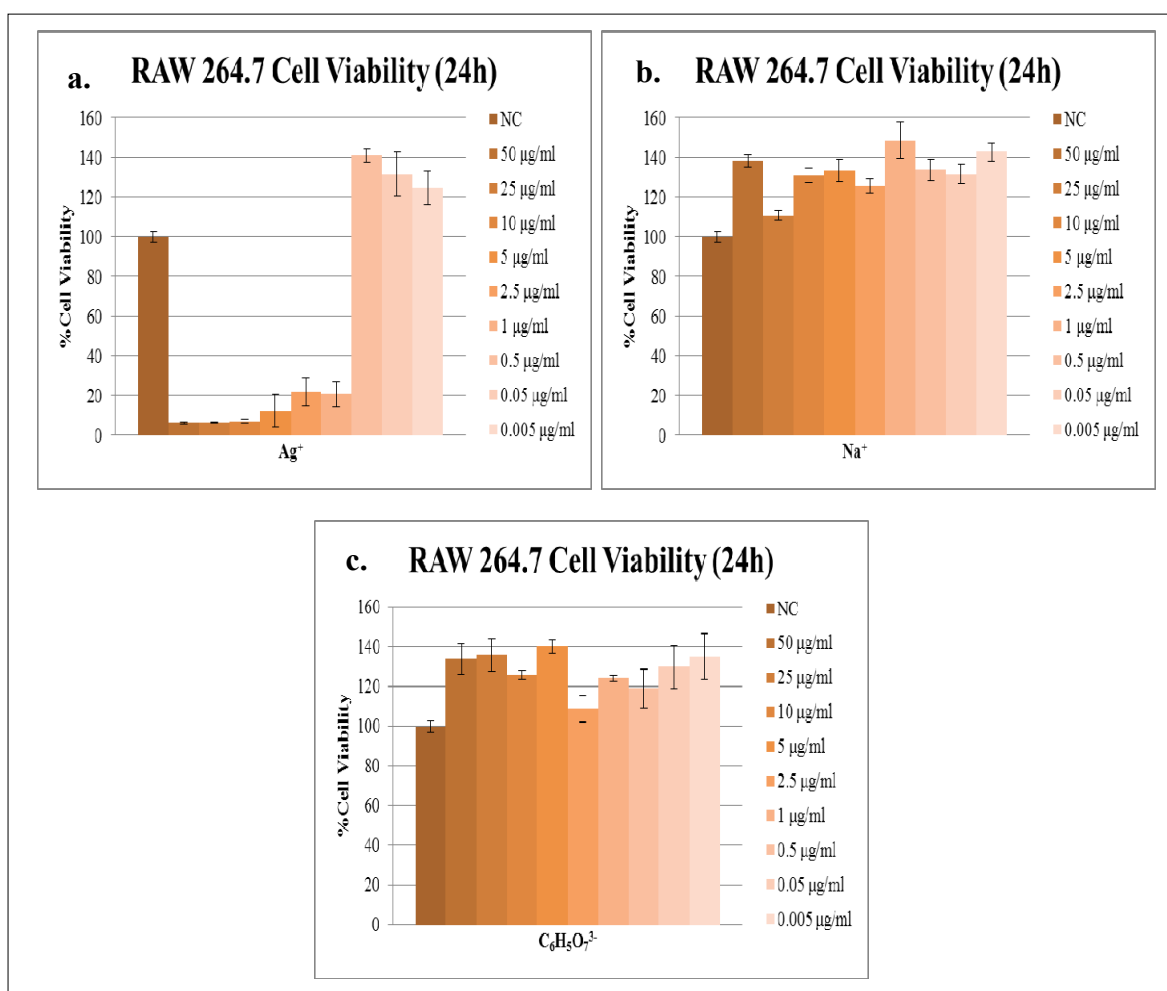 a. RAW 264.7 Cell Viability (24h)
%Cell Viability
160
140
120
100
80
60
40
20
0
Ag⁺
NC
50 µg/ml
25 µg/ml
10 µg/ml
5 µg/ml
2.5 µg/ml
1 µg/ml
0.5 µg/ml
0.05 µg/ml
0.005 µg/ml
b. RAW 264.7 Cell Viability (24h)
%Cell Viability
160
140
120
100
80
60
40
20
0
Na⁺
NC
50 µg/ml
25 µg/ml
10 µg/ml
5 µg/ml
2.5 µg/ml
1 µg/ml
0.5 µg/ml
0.05 µg/ml
0.005 µg/ml
c. RAW 264.7 Cell Viability (24h)
%Cell Viability
160
140
120
100
80
60
40
20
0
C₆H₅O₇³⁻
NC
50 µg/ml
25 µg/ml
10 µg/ml
5 µg/ml
2.5 µg/ml
1 µg/ml
0.5 µg/ml
0.05 µg/ml
0.005 µg/ml